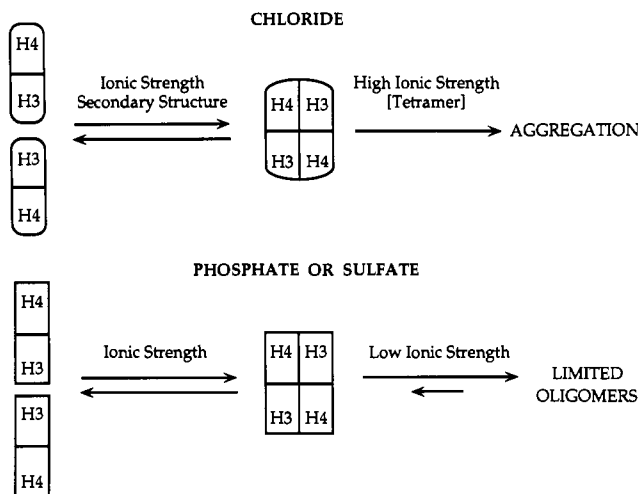 CHLORIDE
H4
H3
H3
H4
Ionic Strength
Secondary Structure
H4 H3
H3 H4
High Ionic Strength
[Tetramer]
AGGREGATION
PHOSPHATE OR SULFATE
H4
H3
H3
H4
Ionic Strength
H4 H3
H3 H4
Low Ionic Strength
LIMITED
OLIGOMERS